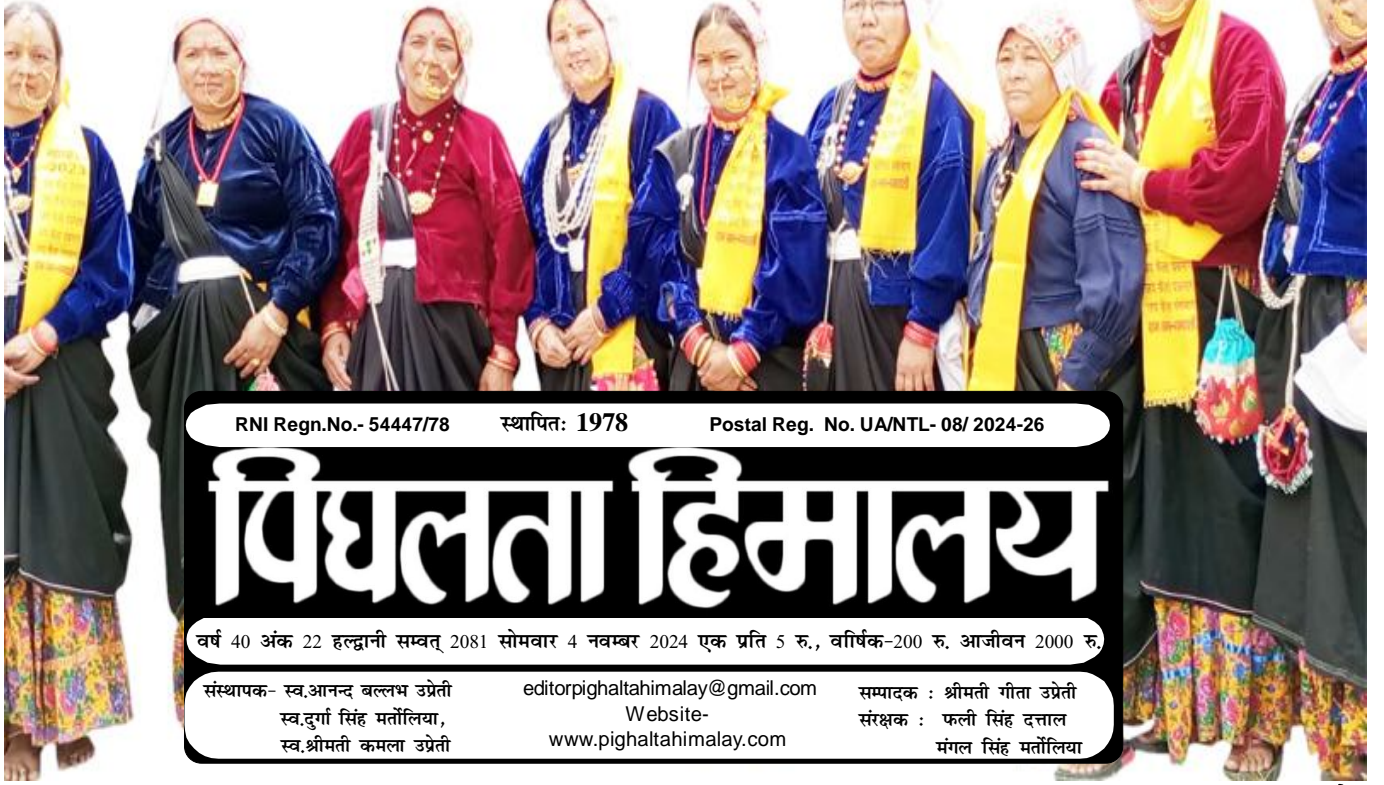 2023
RNI Regn.No.- 54447/78 स्थापित: 1978 Postal Reg. No. UA/NTL- 08/ 2024-26
पिघलता हिमालय
वर्ष 40 अंक 22 हल्द्वानी सम्वत् 2081 सोमवार 4 नवम्बर 2024 एक प्रति 5 रु., वार्षिक-200 रु. आजीवन 2000 रु.
संस्थापक- स्व.आनन्द बल्लभ उप्रेती
स्व.दुर्गा सिंह मर्तोलिया,
स्व.श्रीमती कमला उप्रेती
editorpighaltahimalay@gmail.com
Website-
www.pighaltahimalay.com
सम्पादक : श्रीमती गीता उप्रेती
संरक्षक : फली सिंह दत्ताल
मंगल सिंह मर्तोलिया